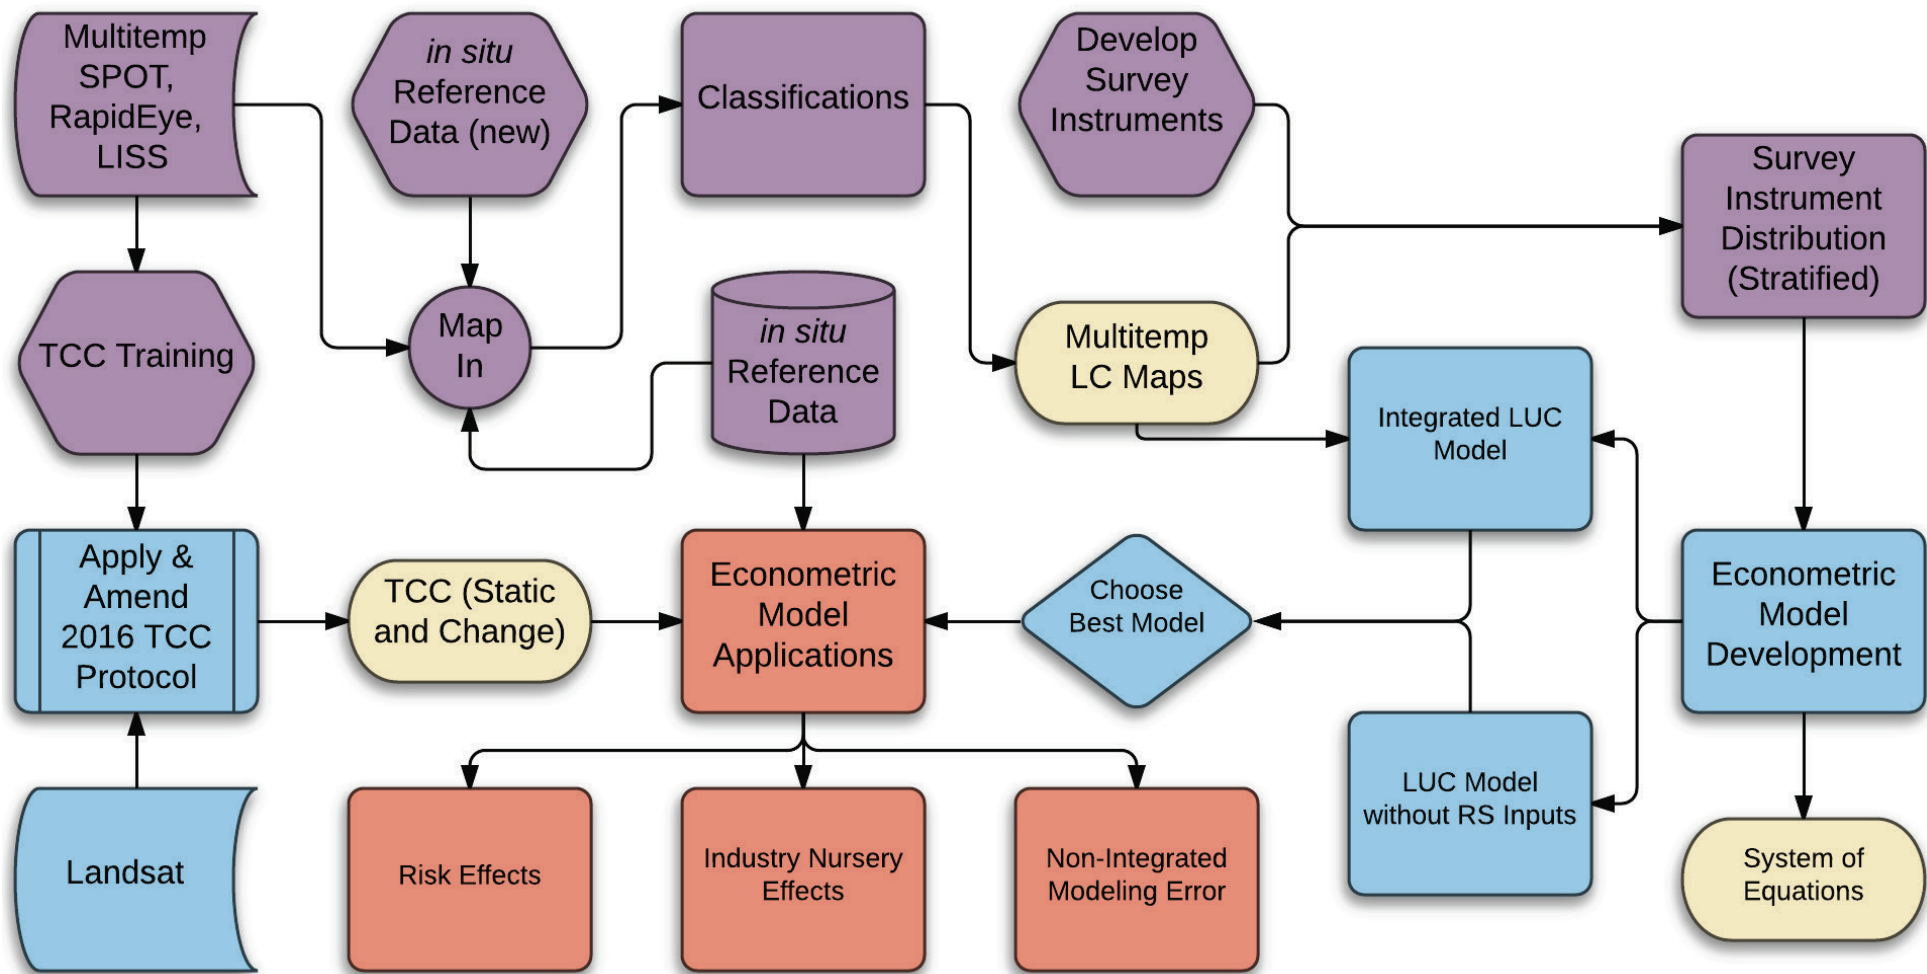 Multitemp
SPOT,
RapidEye,
LISS
in situ
Reference
Data (new)
Classifications
Develop
Survey
Instruments
Survey
Instrument
Distribution
(Stratified)
TCC Training
Map
In
in situ
Reference
Data
Multitemp
LC Maps
Integrated LUC
Model
Apply &
Amend
2016 TCC
Protocol
TCC (Static
and Change)
Econometric
Model
Applications
Choose
Best Model
Econometric
Model
Development
Landsat
Risk Effects
Industry Nursery
Effects
Non-Integrated
Modeling Error
LUC Model
without RS Inputs
System of
Equations